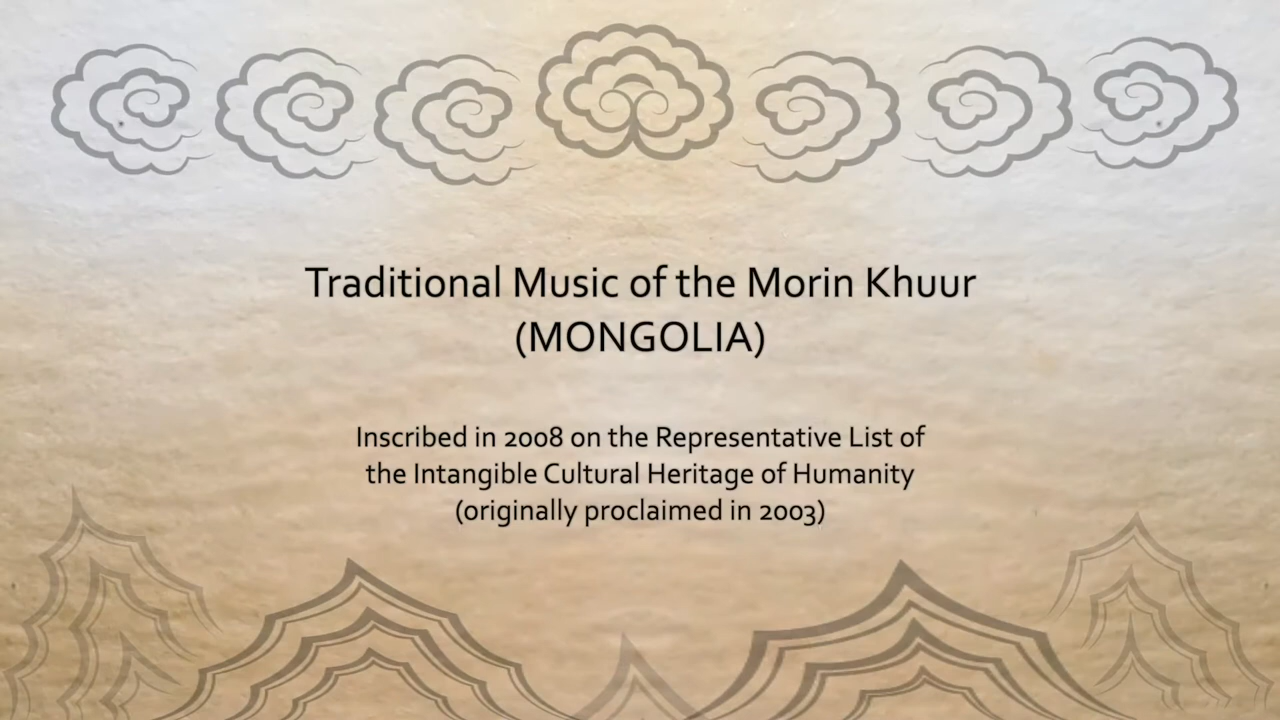 Traditional Music of the Morin Khuur
(MONGOLIA)
Inscribed in 2008 on the Representative List of
the Intangible Cultural Heritage of Humanity
(originally proclaimed in 2003)